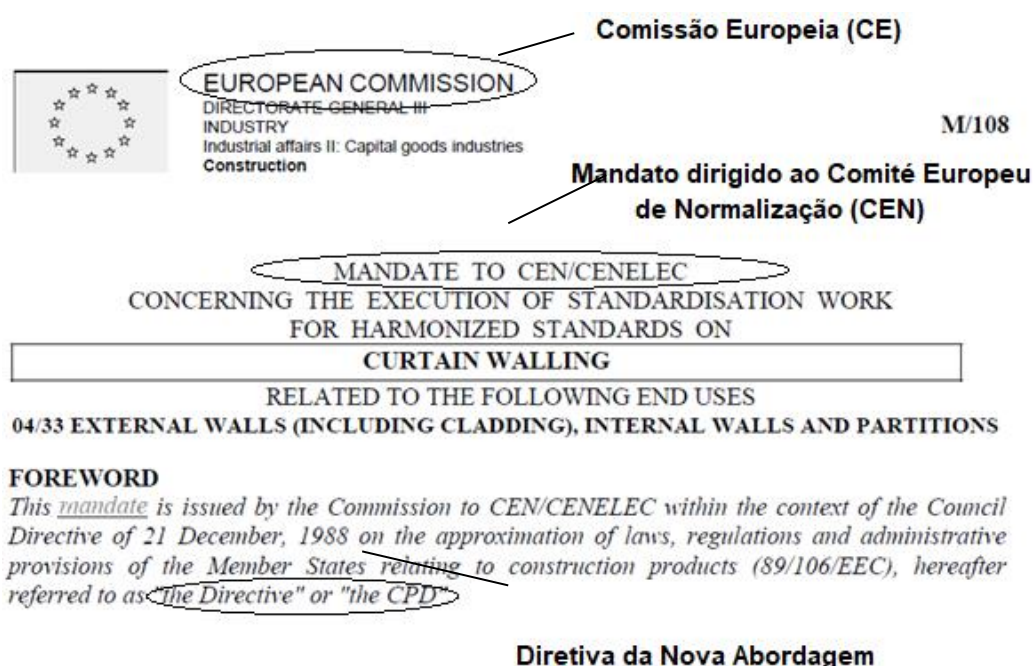 Comissão Europeia (CE)
EUROPEAN COMMISSION
DIRECTORATE GENERAL III
INDUSTRY
Industrial affairs II: Capital goods industries
Construction
M/108
Mandato dirigido ao Comité Europeu
de Normalização (CEN)
MANDATE TO CEN/CENELEC
CONCERNING THE EXECUTION OF STANDARDISATION WORK
FOR HARMONIZED STANDARDS ON
CURTAIN WALLING
RELATED TO THE FOLLOWING END USES
04/33 EXTERNAL WALLS (INCLUDING CLADDING), INTERNAL WALLS AND PARTITIONS
FOREWORD
This mandate is issued by the Commission to CEN/CENELEC within the context of the Council
Directive of 21 December, 1988 on the approximation of laws, regulations and administrative
provisions of the Member States relating to construction products (89/106/EEC), hereafter
referred to as "the Directive" or "the CPD"
Diretiva da Nova Abordagem